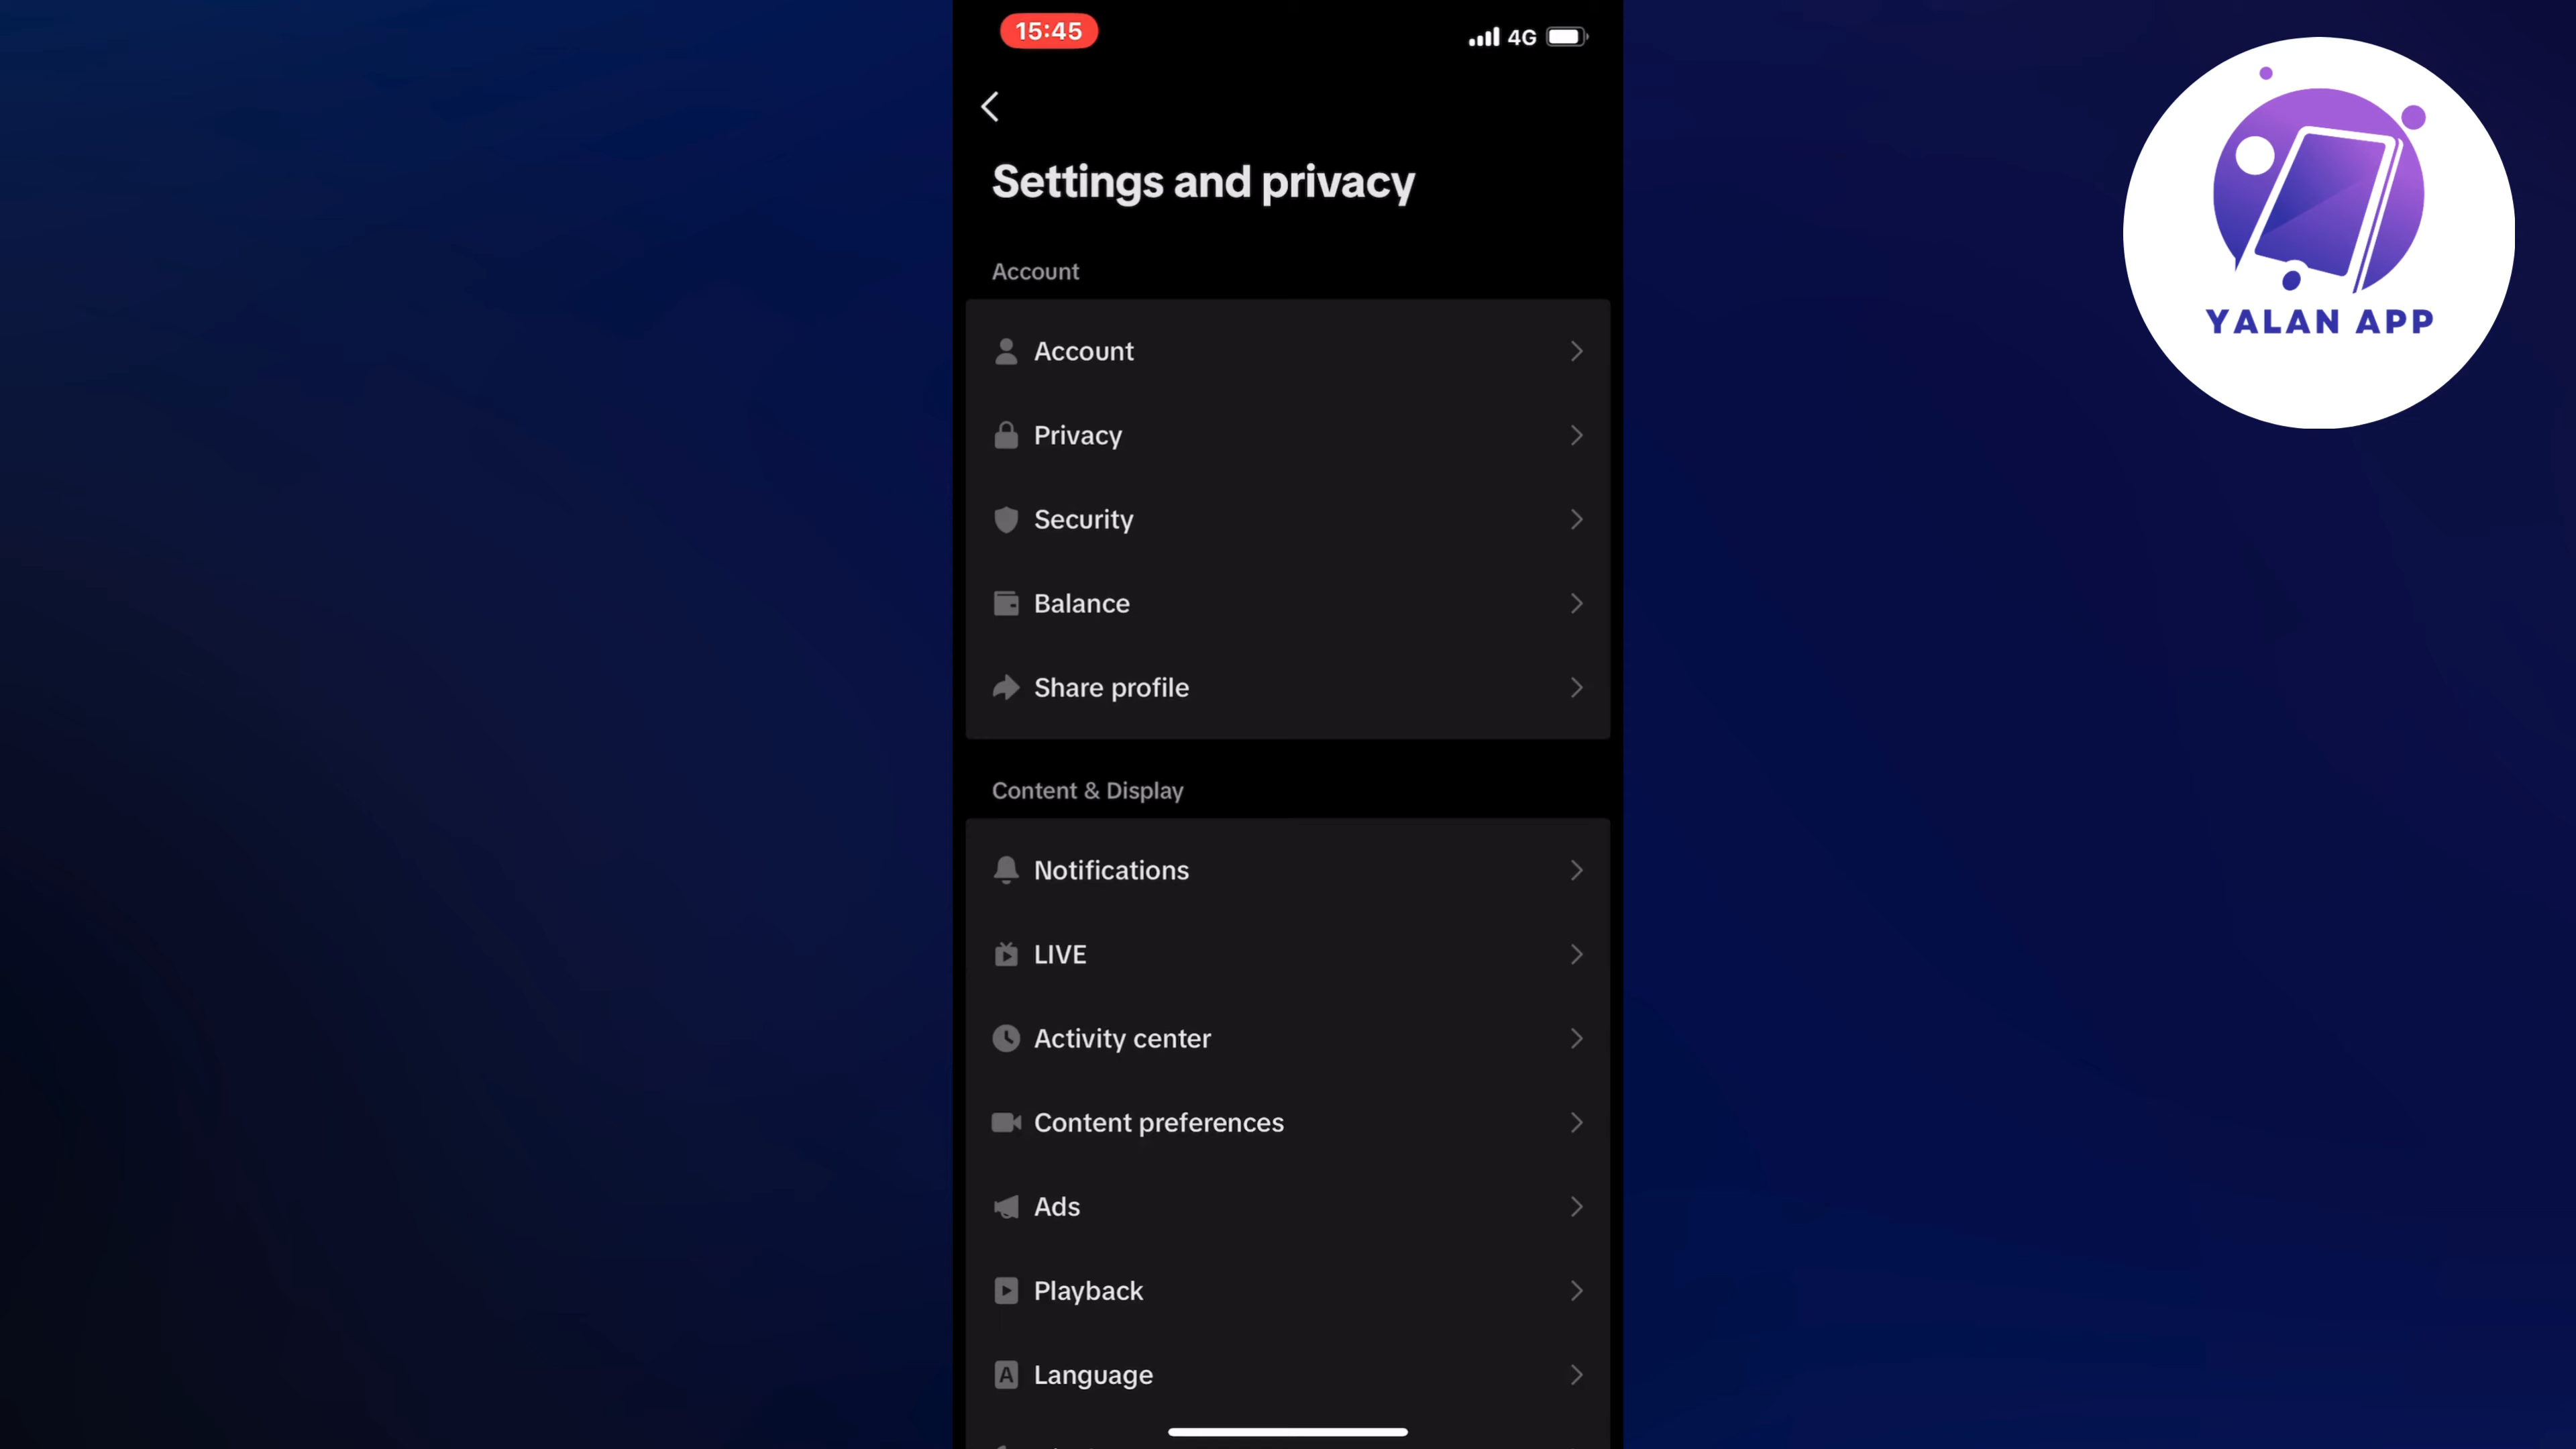 15:45
4G
Settings and privacy
Account
Account
Privacy
Security
Balance
Share profile
Content & Display
Notifications
LIVE
Activity center
Content preferences
Ads
Playback
A
Language
YALAN APP